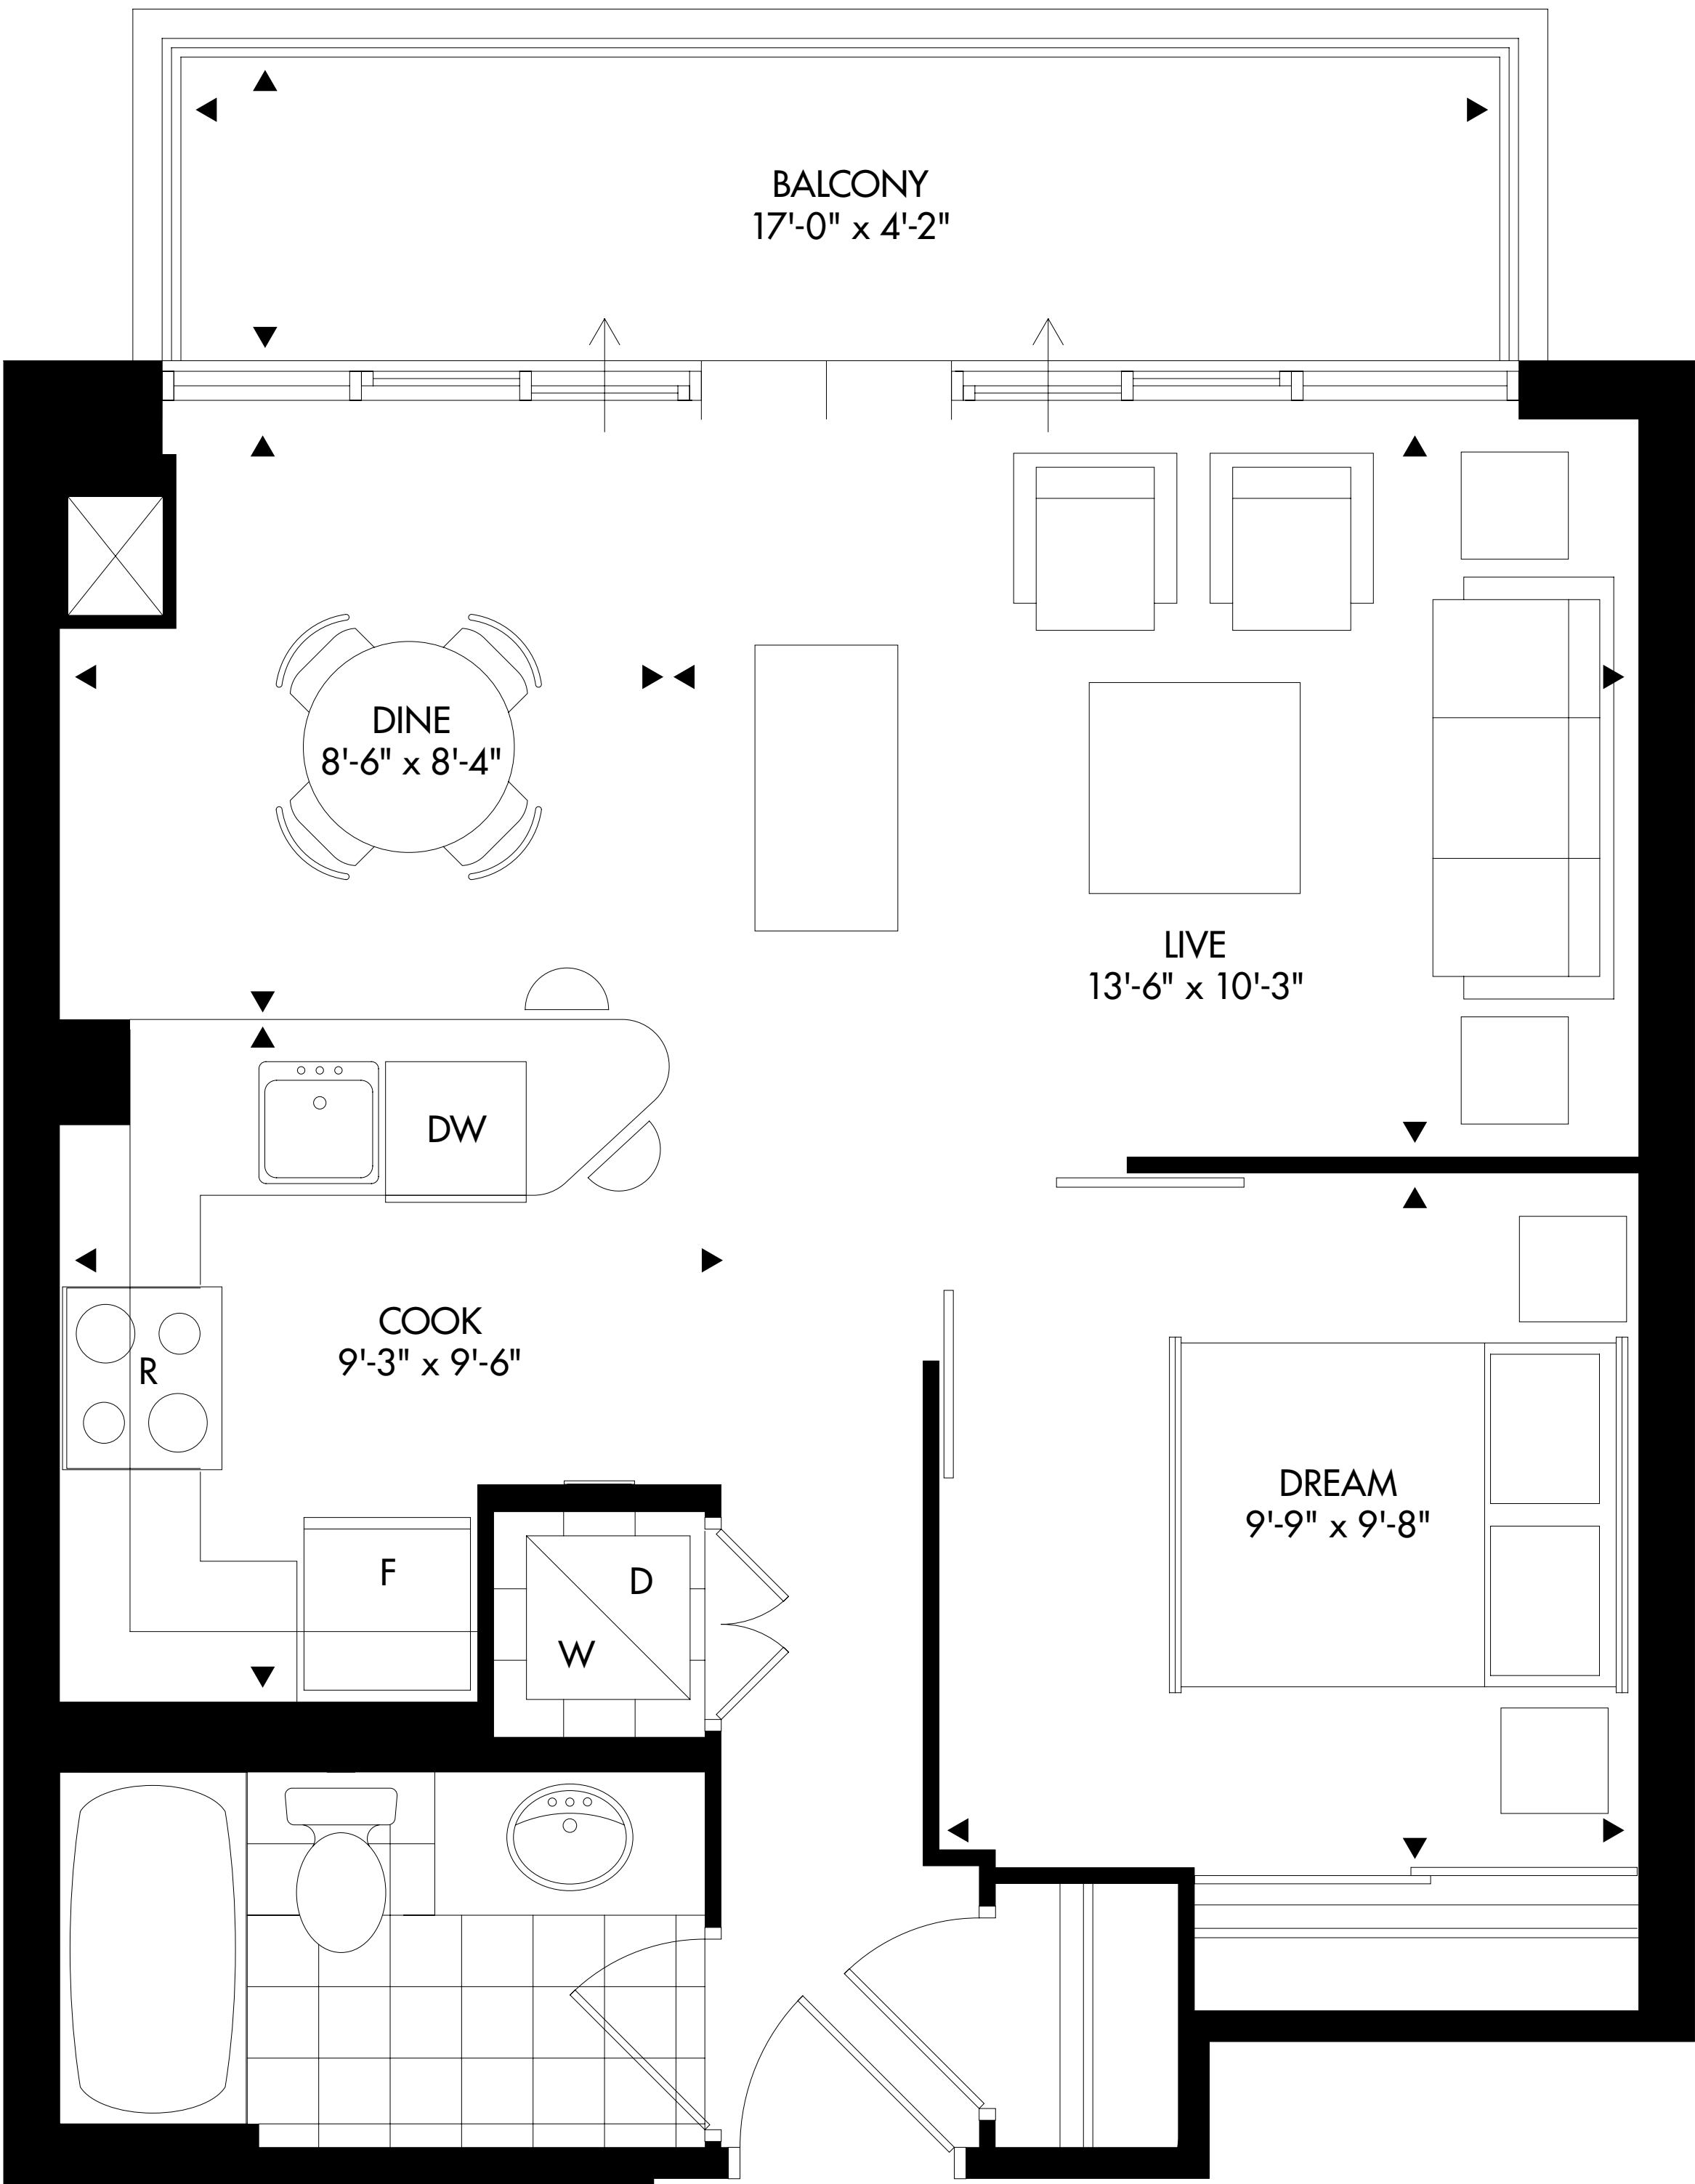 BALCONY
17'-0" x 4'-2"
DINE
8'-6" x 8'-4"
LIVE
13'-6" x 10'-3"
DW
COOK
9'-3" x 9'-6"
R
DREAM
9'-9" x 9'-8"
F
D
W